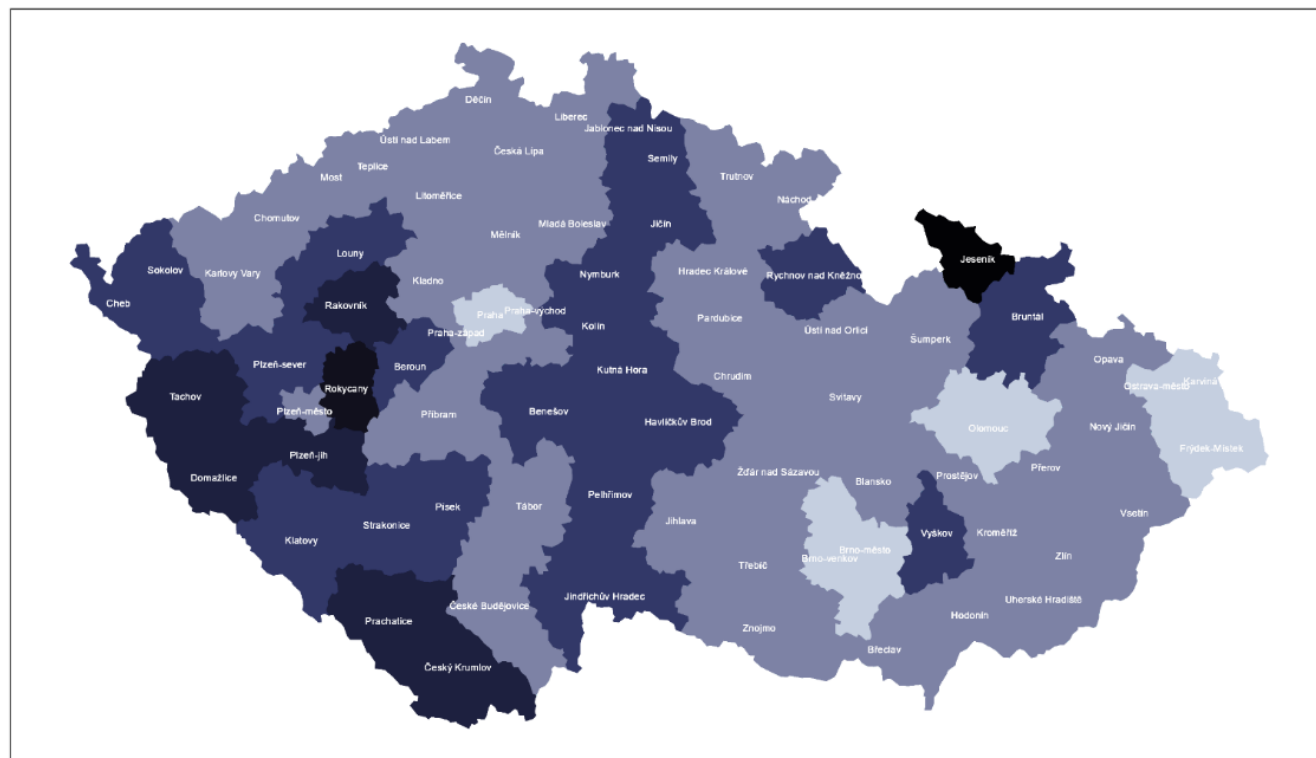 Děčín
Liberec
Jablonec nad Nisou
Ústí nad Labem
Česká Lípa
Semily
Teplice
Most
Trutnov
Litoměřice
Náchod
Chomutov
Mladá Boleslav
Jičín
Mělník
Louny
Jeseník
Sokolov
Karlovy Vary
Kladno
Nymburk
Hradec Králové
Rychnov nad Kněžnou
Cheb
Rakovník
Praha
Praha-východ
Praha-západ
Kolín
Pardubice
Ústí nad Orlicí
Bruntál
Šumperk
Plzeň-sever
Beroun
Kutná Hora
Opava
Chrudim
Ostrava-město
Karviná
Rokycany
Tachov
Plzeň-město
Příbram
Benešov
Havlíčkův Brod
Svitavy
Olomouc
Nový Jičín
Frýdek-Místek
Plzeň-jih
Domažlice
Žďár nad Sázavou
Přerov
Prostějov
Blansko
Pelhřimov
Tábor
Písek
Strakonice
Klatovy
Jihlava
Vsetín
Vyškov
Kroměříž
Brno-město
Brno-venkov
Zlín
Třebíč
Jindřichův Hradec
České Budějovice
Prachatice
Uherské Hradiště
Hodonín
Znojmo
Břeclav
Český Krumlov